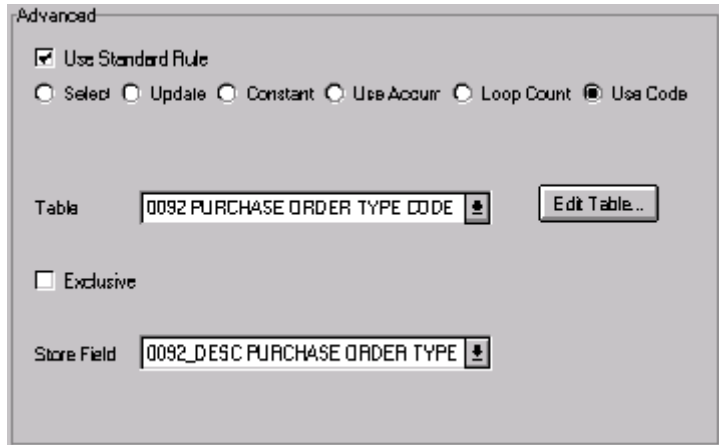 Advanced
Use Standard Rule
Select Update Constant Use Accum Loop Count Use Code
Table 0092 PURCHASE ORDER TYPE CODE Edit Table...
Exclusive
Store Field 0092_DESC PURCHASE ORDER TYPE